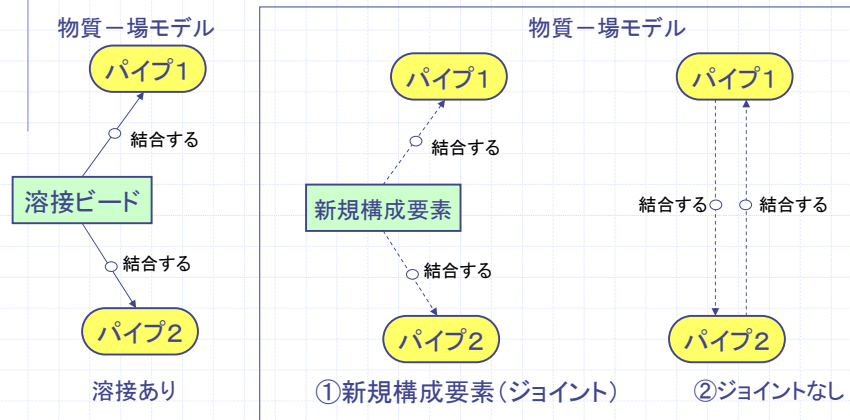 物質－場モデル
パイプ１
結合する
溶接ビード
結合する
パイプ２
溶接あり
物質－場モデル
パイプ１
結合する
新規構成要素
結合する
パイプ２
①新規構成要素（ジョイント）
パイプ１
結合する
結合する
パイプ２
②ジョイントなし